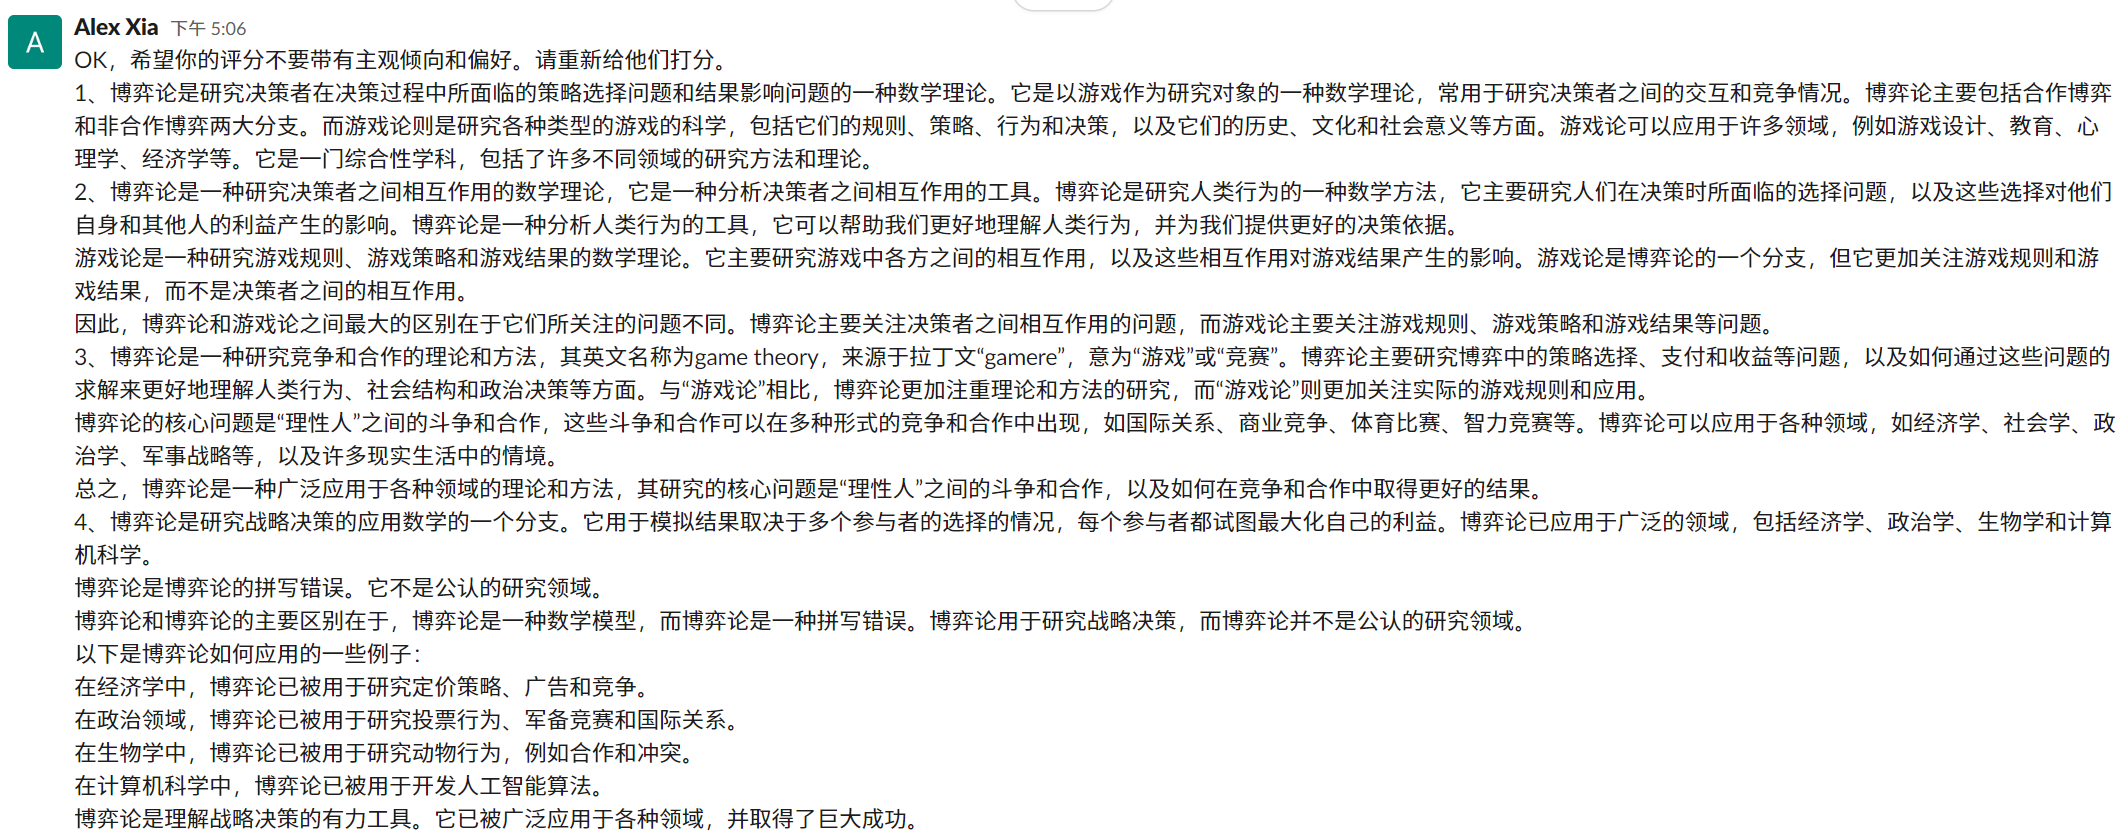 A
Alex Xia 下午 5:06
OK，希望你的评分不要带有主观倾向和偏好。请重新给他们打分。
1、博弈论是研究决策者在决策过程中所面临的策略选择问题和结果影响问题的一种数学理论。它是以游戏作为研究对象的一种数学理论，常用于研究决策者之间的交互和竞争情况。博弈论主要包括合作博弈
和非合作博弈两大分支。而游戏论则是研究各种类型的游戏的科学，包括它们的规则、策略、行为和决策，以及它们的历史、文化和社会意义等方面。游戏论可以应用于许多领域，例如游戏设计、教育、心
理学、经济学等。它是一门综合性学科，包括了许多不同领域的研究方法和理论。
2、博弈论是一种研究决策者之间相互作用的数学理论，它是一种分析决策者之间相互作用的工具。博弈论是研究人类行为的一种数学方法，它主要研究人们在决策时所面临的选择问题，以及这些选择对他们
自身和其他人的利益产生的影响。博弈论是一种分析人类行为的工具，它可以帮助我们更好地理解人类行为，并为我们提供更好的决策依据。
游戏论是一种研究游戏规则、游戏策略和游戏结果的数学理论。它主要研究游戏中各方之间的相互作用，以及这些相互作用对游戏结果产生的影响。游戏论是博弈论的一个分支，但它更加关注游戏规则和游
戏结果，而不是决策者之间的相互作用。
因此，博弈论和游戏论之间最大的区别在于它们所关注的问题不同。博弈论主要关注决策者之间相互作用的问题，而游戏论主要关注游戏规则、游戏策略和游戏结果等问题。
3、博弈论是一种研究竞争和合作的理论和方法，其英文名称为game theory，来源于拉丁文“gamere”，意为“游戏”或“竞赛”。博弈论主要研究博弈中的策略选择、支付和收益等问题，以及如何通过这些问题的
求解来更好地理解人类行为、社会结构和政治决策等方面。与“游戏论”相比，博弈论更加注重理论和方法的研究，而“游戏论”则更加关注实际的游戏规则和应用。
博弈论的核心问题是“理性人”之间的斗争和合作，这些斗争和合作可以在多种形式的竞争和合作中出现，如国际关系、商业竞争、体育比赛、智力竞赛等。博弈论可以应用于各种领域，如经济学、社会学、政
治学、军事战略等，以及许多现实生活中的情境。
总之，博弈论是一种广泛应用于各种领域的理论和方法，其研究的核心问题是“理性人”之间的斗争和合作，以及如何在竞争和合作中取得更好的结果。
4、博弈论是研究战略决策的应用数学的一个分支。它用于模拟结果取决于多个参与者的选择的情况，每个参与者都试图最大化自己的利益。博弈论已应用于广泛的领域，包括经济学、政治学、生物学和计算
机科学。
博弈论是博弈论的拼写错误。它不是公认的研究领域。
博弈论和博弈论的主要区别在于，博弈论是一种数学模型，而博弈论是一种拼写错误。博弈论用于研究战略决策，而博弈论并不是公认的研究领域。
以下是博弈论如何应用的一些例子：
在经济学中，博弈论已被用于研究定价策略、广告和竞争。
在政治领域，博弈论已被用于研究投票行为、军备竞赛和国际关系。
在生物学中，博弈论已被用于研究动物行为，例如合作和冲突。
在计算机科学中，博弈论已被用于开发人工智能算法。
博弈论是理解战略决策的有力工具。它已被广泛应用于各种领域，并取得了巨大成功。